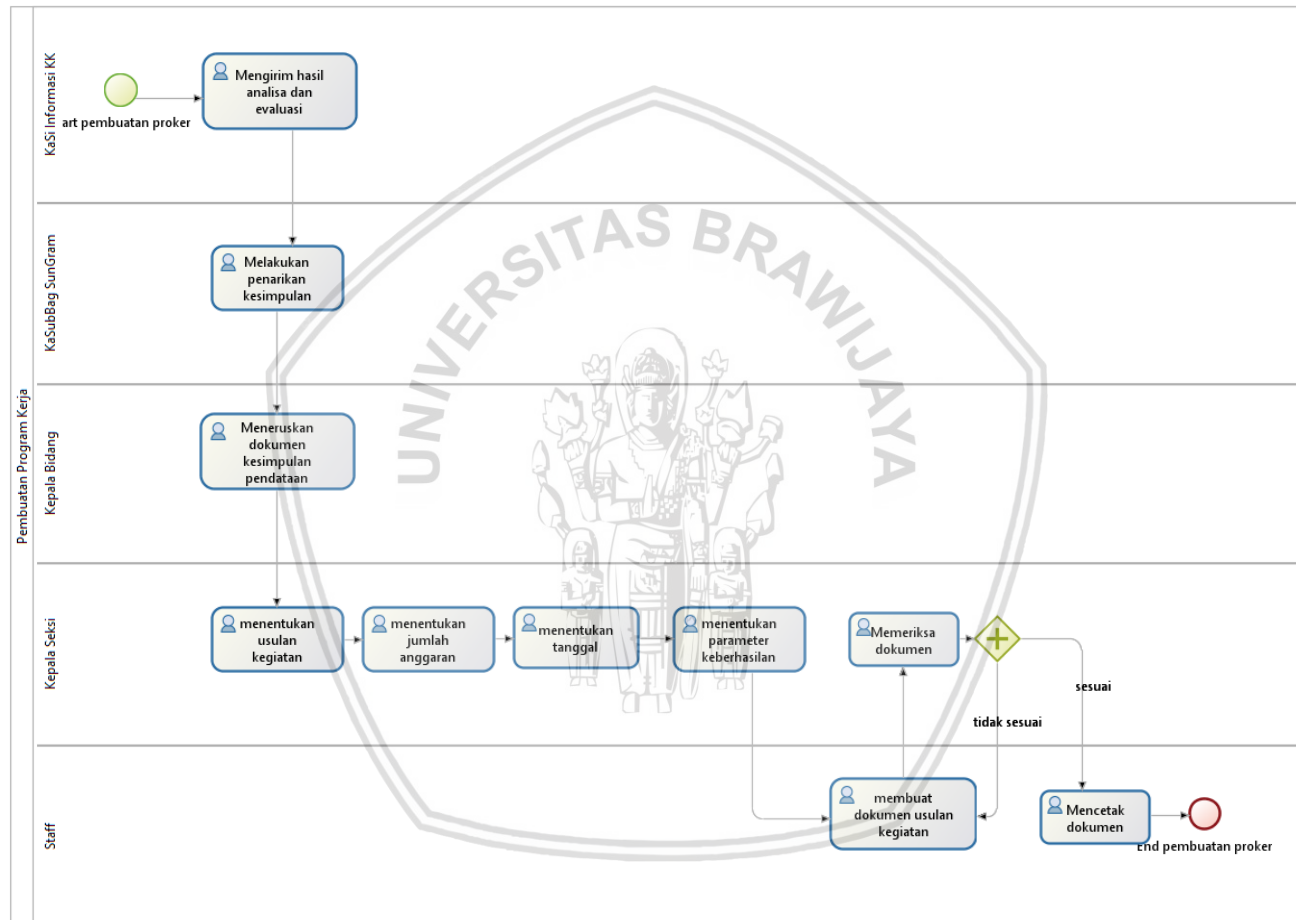 Pembuatan Program Kerja
KaSi Informasi KK
art pembuatan proker
Mengirim hasil
analisa dan
evaluasi
KaSubBag SunGram
Melakukan
penarikan
kesimpulan
Kepala Bidang
Meneruskan
dokumen
kesimpulan
pendataan
Kepala Seksi
menentukan
usulan
kegiatan
menentukan
jumlah
anggaran
menentukan
tanggal
menentukan
parameter
keberhasilan
Memeriksa
dokumen
sesuai
tidak sesuai
Staff
membuat
dokumen usulan
kegiatan
Mencetak
dokumen
End pembuatan proker
UNIVERSITAS BRAWIJAYA